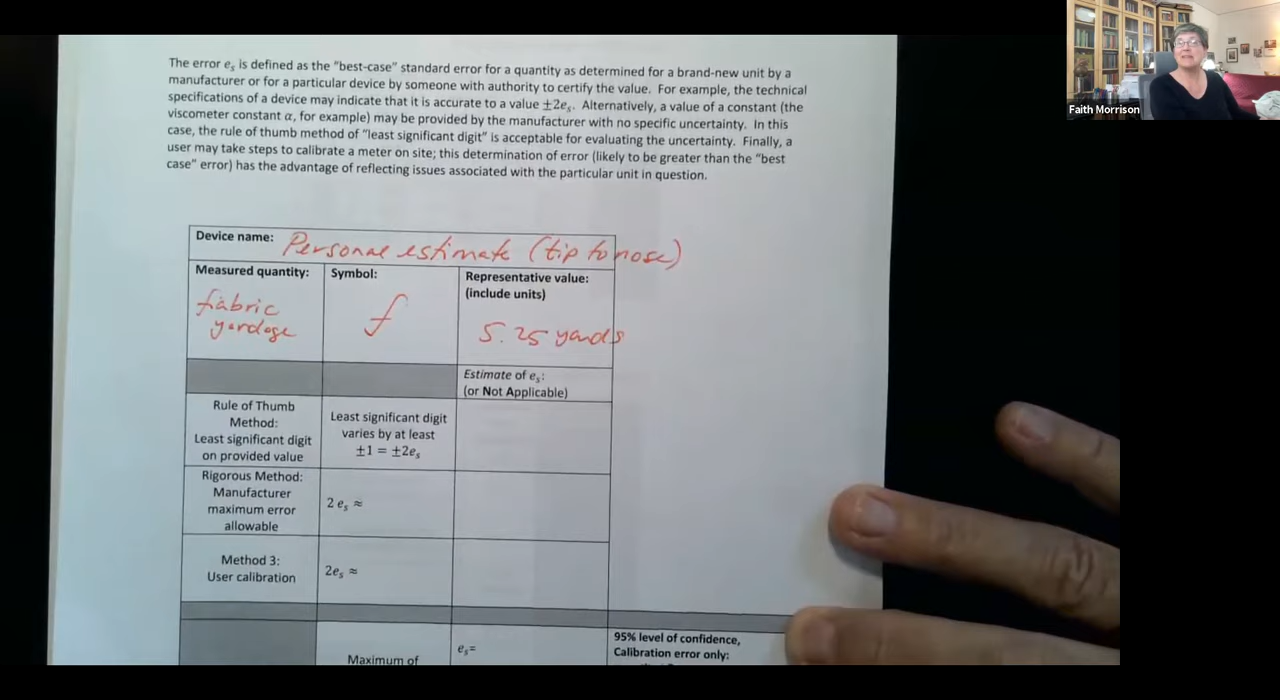 The error eₛ is defined as the "best-case" standard error for a quantity as determined for a brand-new unit by a
manufacturer or for a particular device by someone with authority to certify the value. For example, the technical
specifications of a device may indicate that it is accurate to a value ±2eₛ. Alternatively, a value of a constant (the
viscometer constant α, for example) may be provided by the manufacturer with no specific uncertainty. In this
case, the rule of thumb method of "least significant digit" is acceptable for evaluating the uncertainty. Finally, a
user may take steps to calibrate a meter on site; this determination of error (likely to be greater than the "best
case" error) has the advantage of reflecting issues associated with the particular unit in question.
Faith Morrison
Device name: Personal estimate (tip to nose)
Measured quantity:
fabric
yardage
Symbol:
f
Representative value:
(include units)
5.25 yards
Estimate of eₛ:
(or Not Applicable)
Rule of Thumb
Method:
Least significant digit
on provided value
Least significant digit
varies by at least
±1 = ±2eₛ
Rigorous Method:
Manufacturer
maximum error
allowable
2 eₛ ≈
Method 3:
User calibration
2eₛ ≈
Maximum of
eₛ=
95% level of confidence,
Calibration error only: